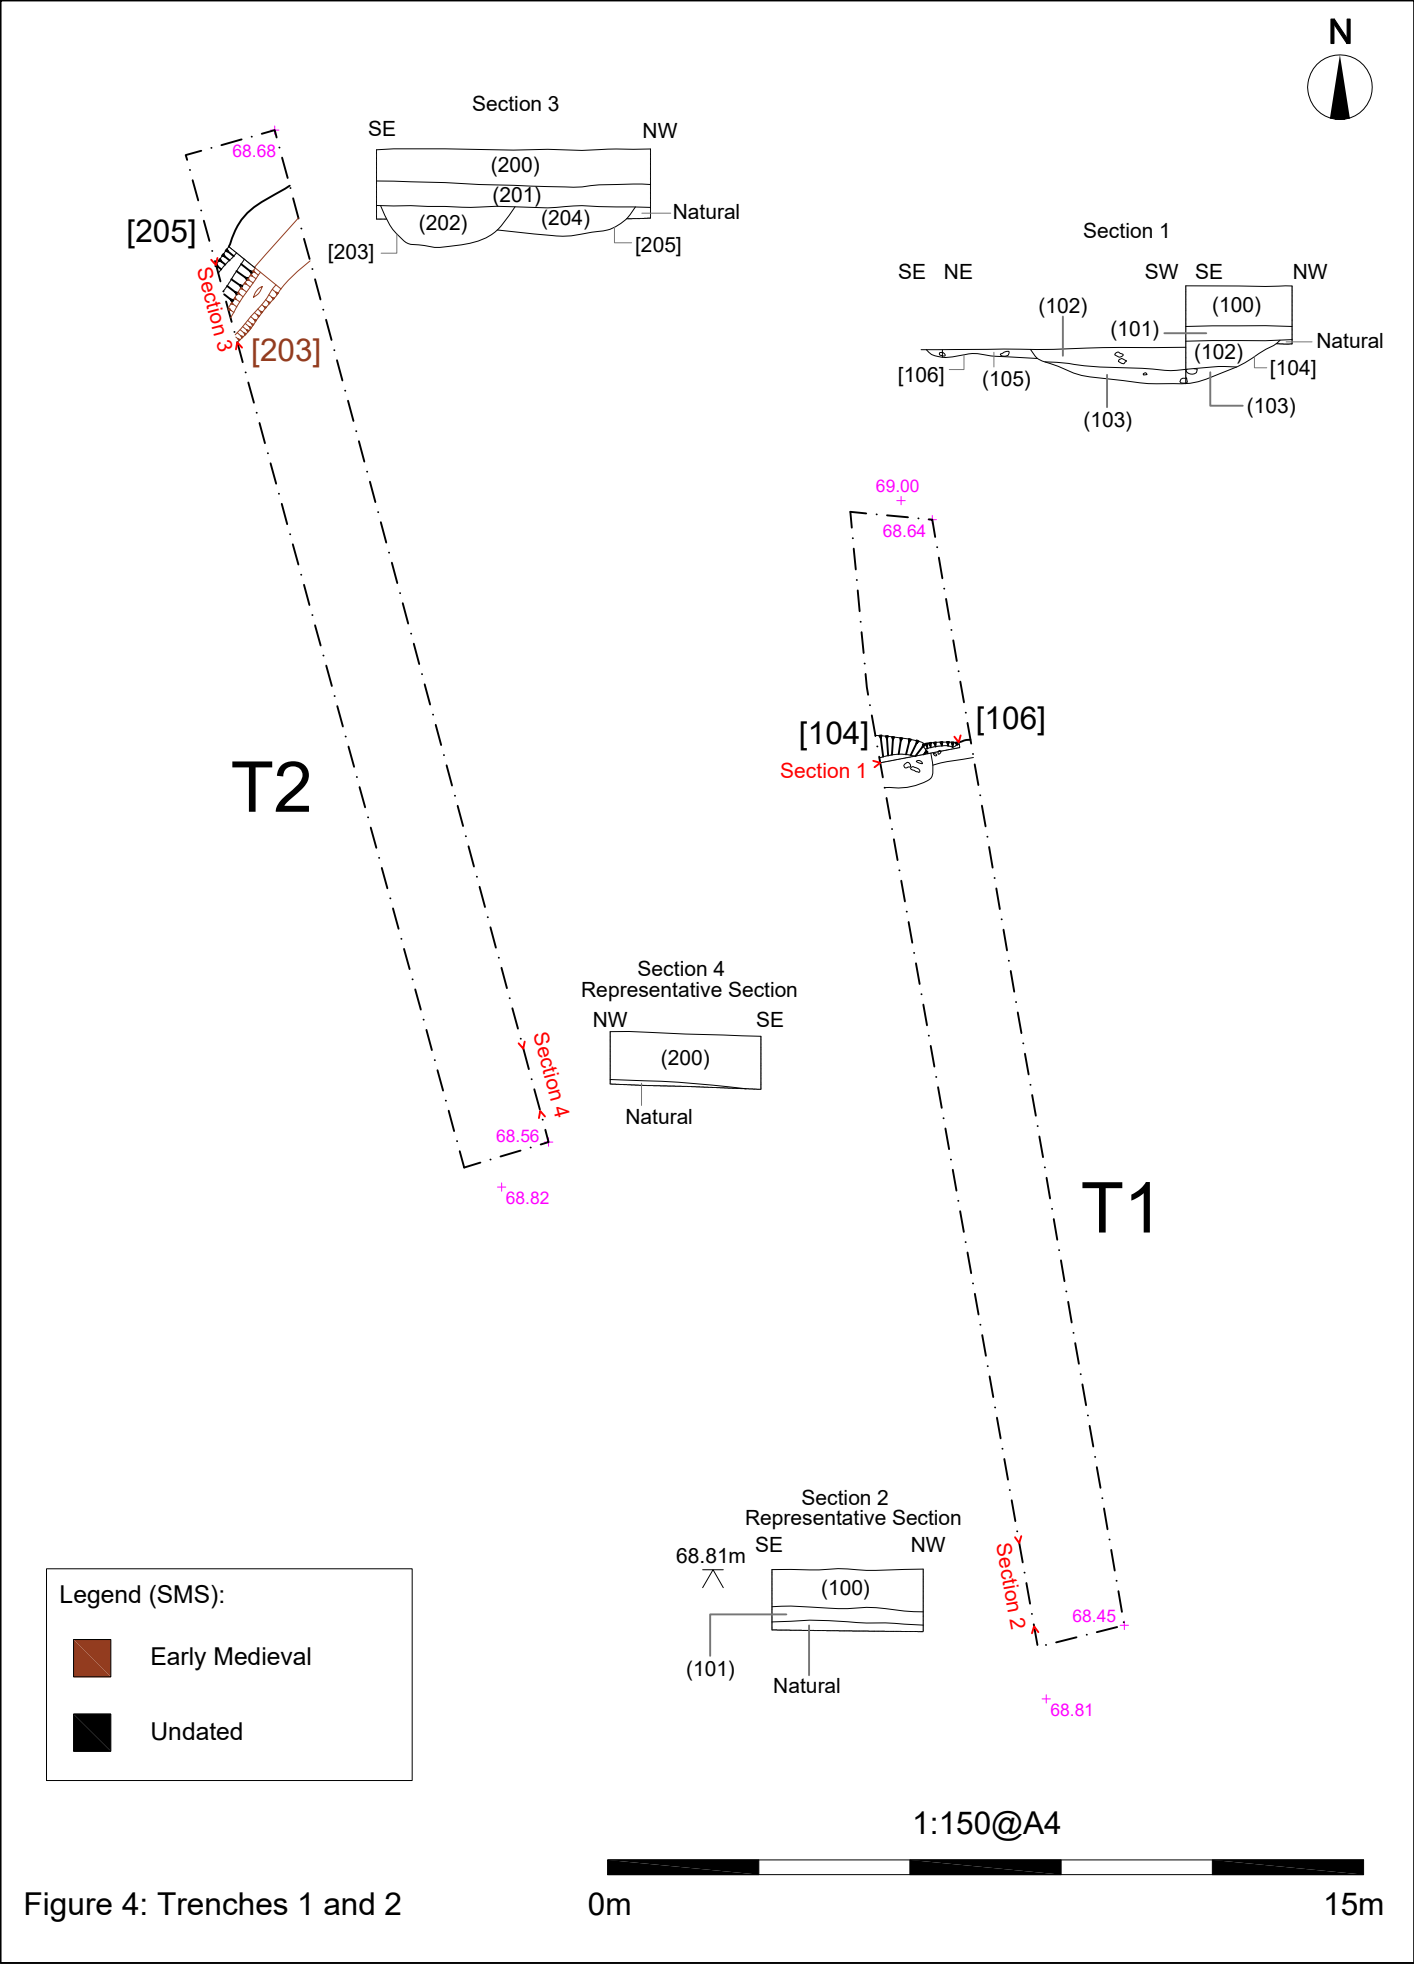 N
Section 3
SE
NW
(200)
(201)
(202)
(204)
Natural
[203]
[205]
68.68
[205]
Section 3
[203]
Section 1
SE NE
SW SE
NW
(102)
(100)
(101)
Natural
(102)
[106]
(105)
[104]
(103)
(103)
69.00
68.64
[104]
[106]
Section 1
T2
Section 4
Representative Section
NW
SE
(200)
Natural
Section 4
68.56
68.82
T1
Section 2
Representative Section
SE
NW
68.81m
(100)
(101)
Natural
Section 2
68.45
68.81
Legend (SMS):
Early Medieval
Undated
1:150@A4
0m
15m
Figure 4: Trenches 1 and 2